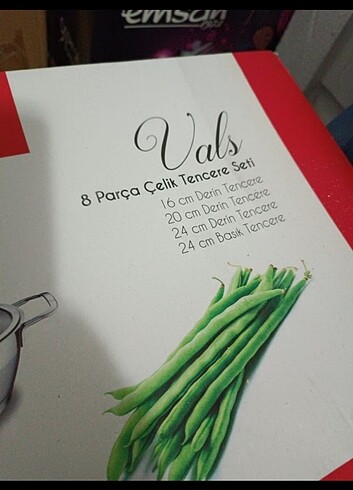 emsan
Vals
8 Parça Çelik Tencere Seti
16 cm Derin Tencere
20 cm Derin Tencere
24 cm Derin Tencere
24 cm Basık Tencere